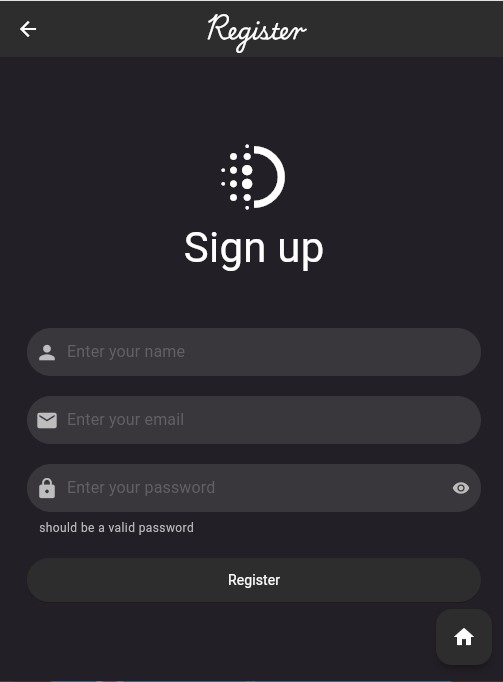 Register
Sign up
Enter your name
Enter your email
Enter your password
should be a valid password
Register